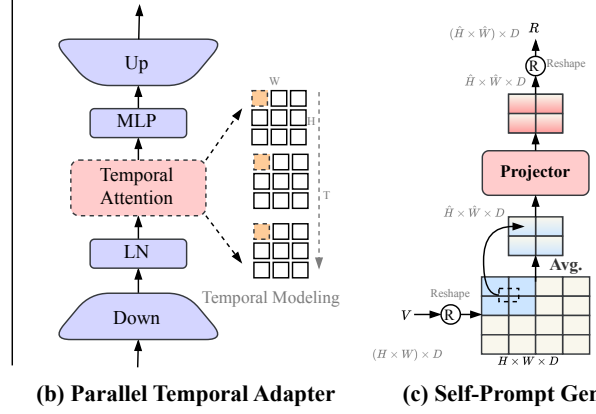 Up
MLP
Temporal
Attention
LN
Down
W
H
T
Temporal Modeling
(b) Parallel Temporal Adapter
(Ĥ × Ŵ) × D
R
R
Reshape
Ĥ × Ŵ × D
Projector
Ĥ × Ŵ × D
Avg.
Reshape
V
R
(H × W) × D
H × W × D
(c) Self-Prompt Gen